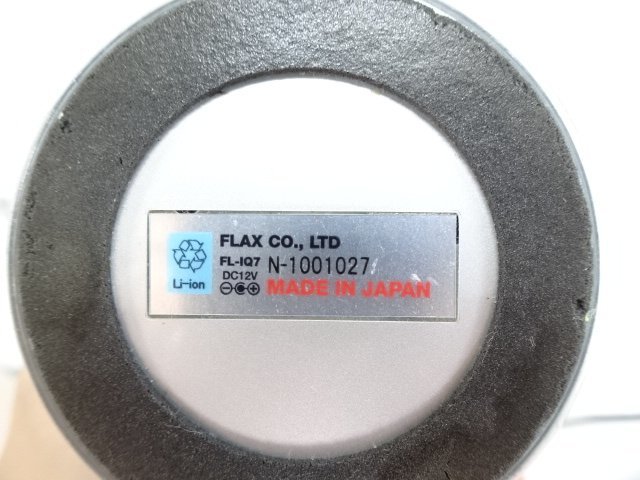 FLAX CO., LTD
FL-IQ7 N-1001027
DC12V
Li-ion
MADE IN JAPAN